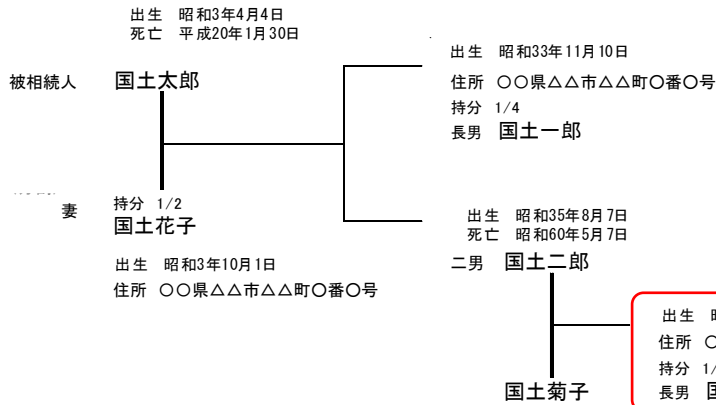 出生 昭和3年4月4日
死亡 平成20年1月30日
被相続人 国土太郎
出生 昭和33年11月10日
住所 〇〇県△△市△△町〇番〇号
持分 1/4
長男 国土一郎
妻
持分 1/2
国土花子
出生 昭和3年10月1日
住所 〇〇県△△市△△町〇番〇号
出生 昭和35年8月7日
死亡 昭和60年5月7日
二男 国土二郎
出生
住所 〇
持分 1/
長男
国土菊子